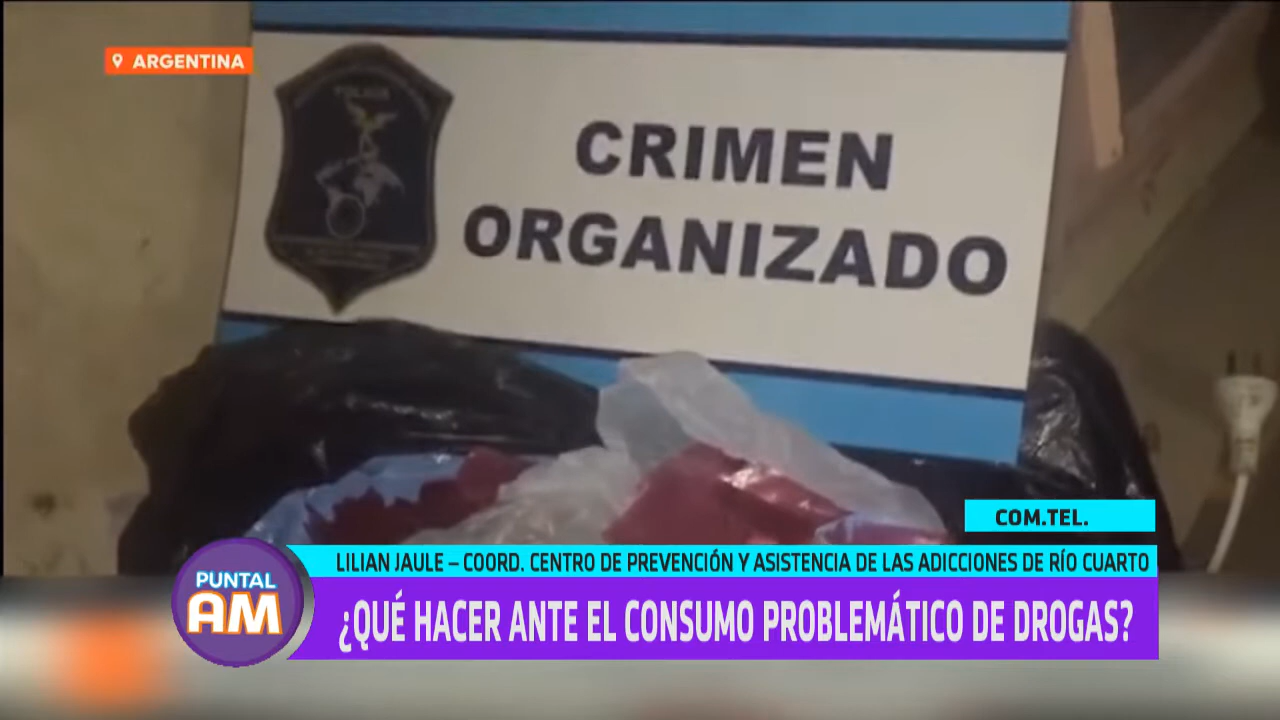 ARGENTINA
POLICIA
CRIMEN
ORGANIZADO
COM.TEL.
LILIAN JAULE – COORD. CENTRO DE PREVENCIÓN Y ASISTENCIA DE LAS ADICCIONES DE RÍO CUARTO
PUNTAL
AM
¿QUÉ HACER ANTE EL CONSUMO PROBLEMÁTICO DE DROGAS?